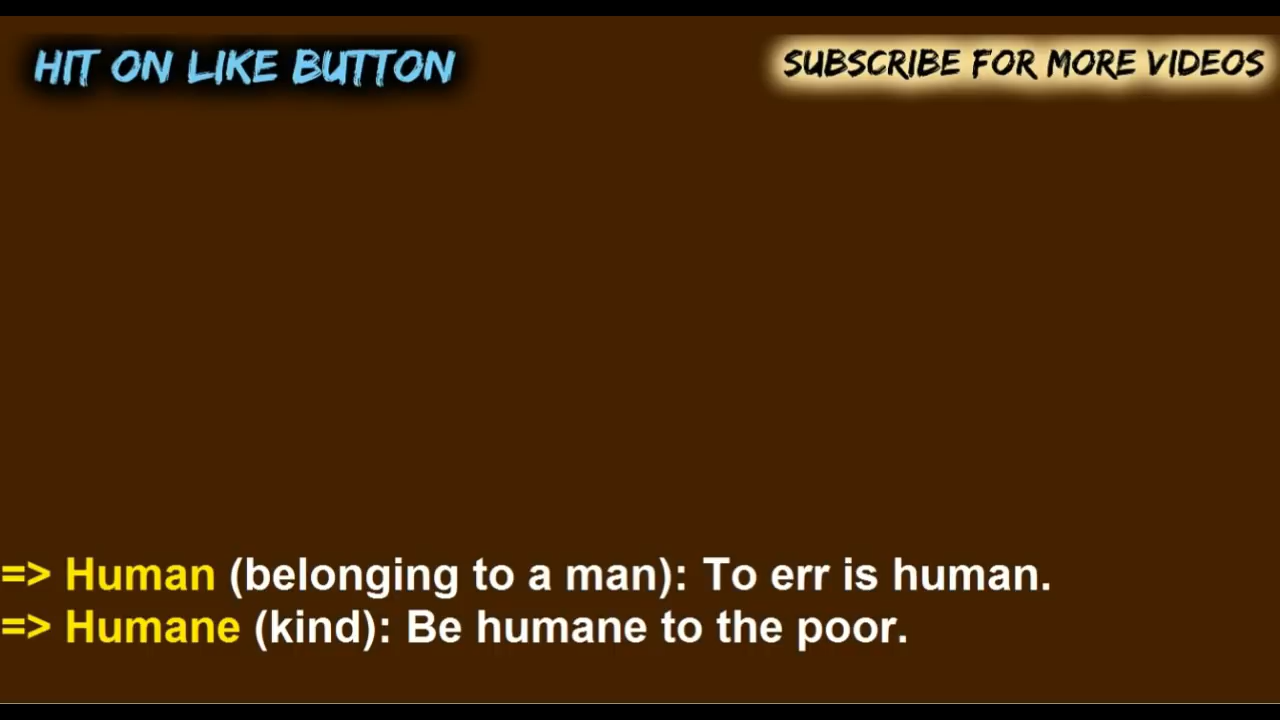 HIT ON LIKE BUTTON
SUBSCRIBE FOR MORE VIDEOS
=> Human (belonging to a man): To err is human.
=> Humane (kind): Be humane to the poor.